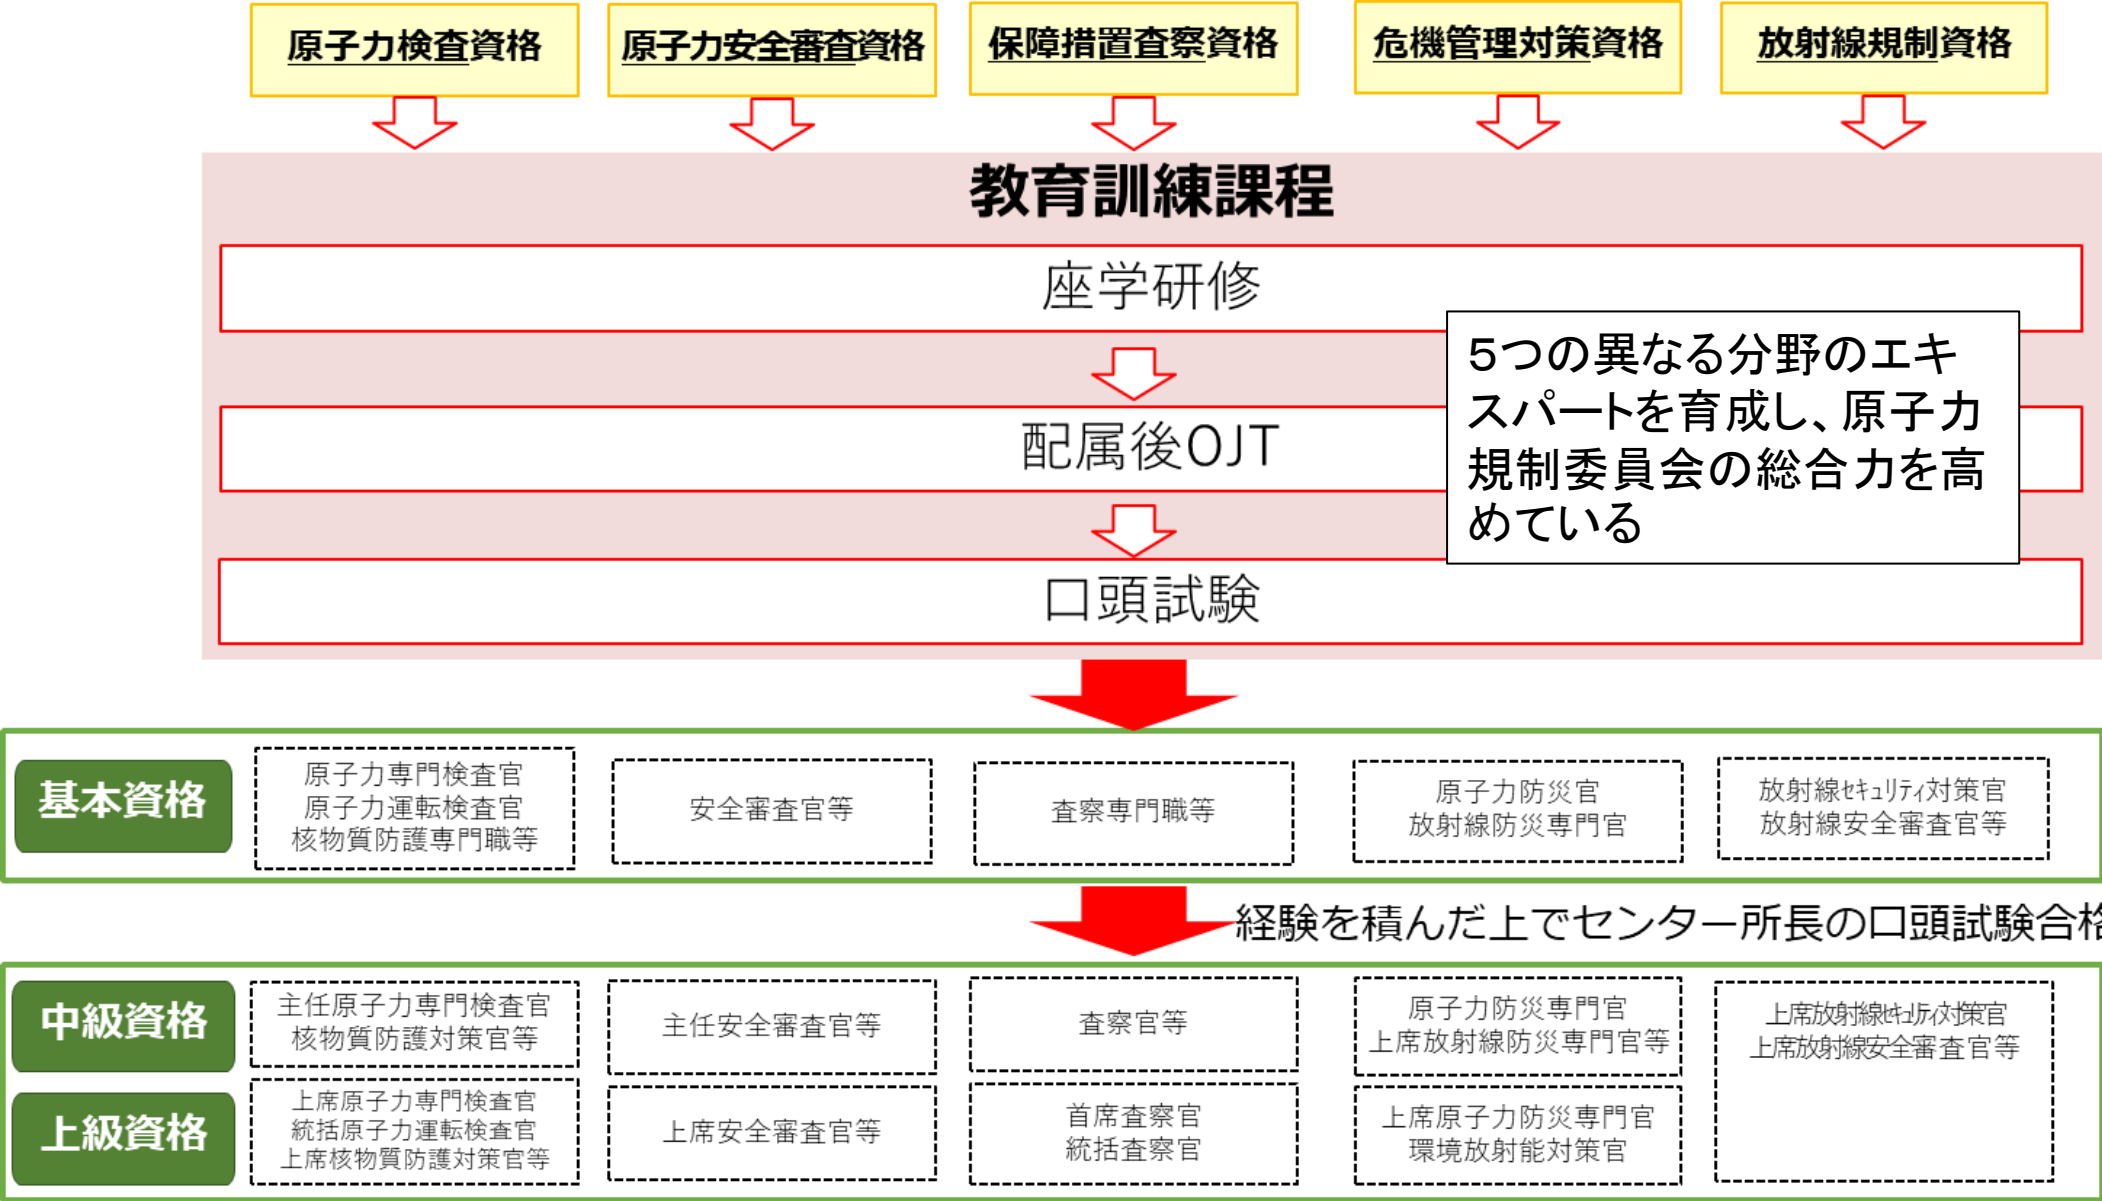 原子力検査資格
原子力安全審査資格
保障措置査察資格
危機管理対策資格
放射線規制資格
教育訓練課程
座学研修
配属後OJT
口頭試験
５つの異なる分野のエキ
スパートを育成し、原子力
規制委員会の総合力を高
めている
基本資格
原子力専門検査官
原子力運転検査官
核物質防護専門職等
安全審査官等
査察専門職等
原子力防災官
放射線防災専門官
放射線ｾｷｭﾘﾃｨ対策官
放射線安全審査官等
経験を積んだ上でセンター所長の口頭試験合格
中級資格
主任原子力専門検査官
核物質防護対策官等
主任安全審査官等
査察官等
原子力防災専門官
上席放射線防災専門官等
上席放射線ｾｷｭﾘﾃｨ対策官
上席放射線安全審査官等
上級資格
上席原子力専門検査官
統括原子力運転検査官
上席核物質防護対策官等
上席安全審査官等
首席査察官
統括査察官
上席原子力防災専門官
環境放射能対策官